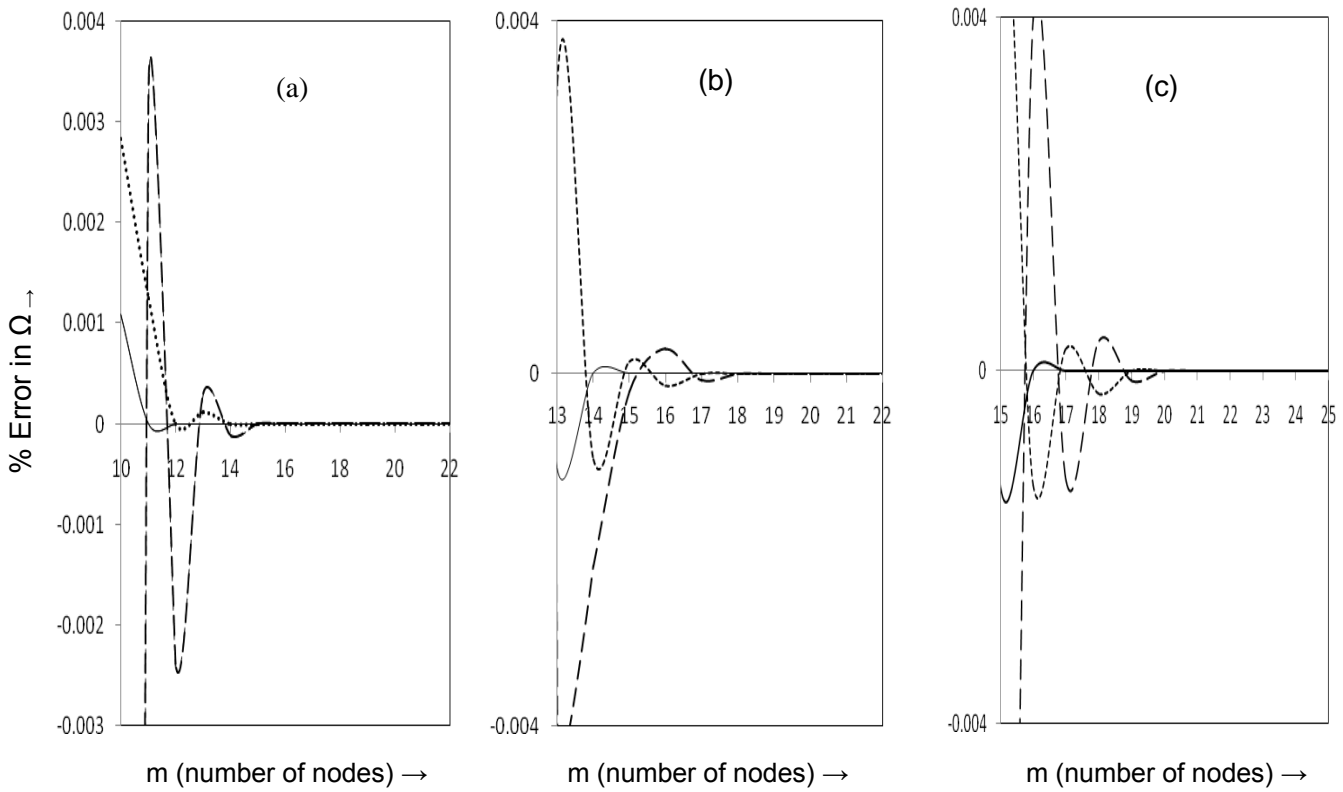 % Error in Ω →
(a)
0.004
0.003
0.002
0.001
0
-0.001
-0.002
-0.003
10 12 14 16 18 20 22
m (number of nodes) →
(b)
0.004
0
-0.004
13 14 15 16 17 18 19 20 21 22
m (number of nodes) →
(c)
0.004
0
-0.004
15 16 17 18 19 20 21 22 23 24 25
m (number of nodes) →